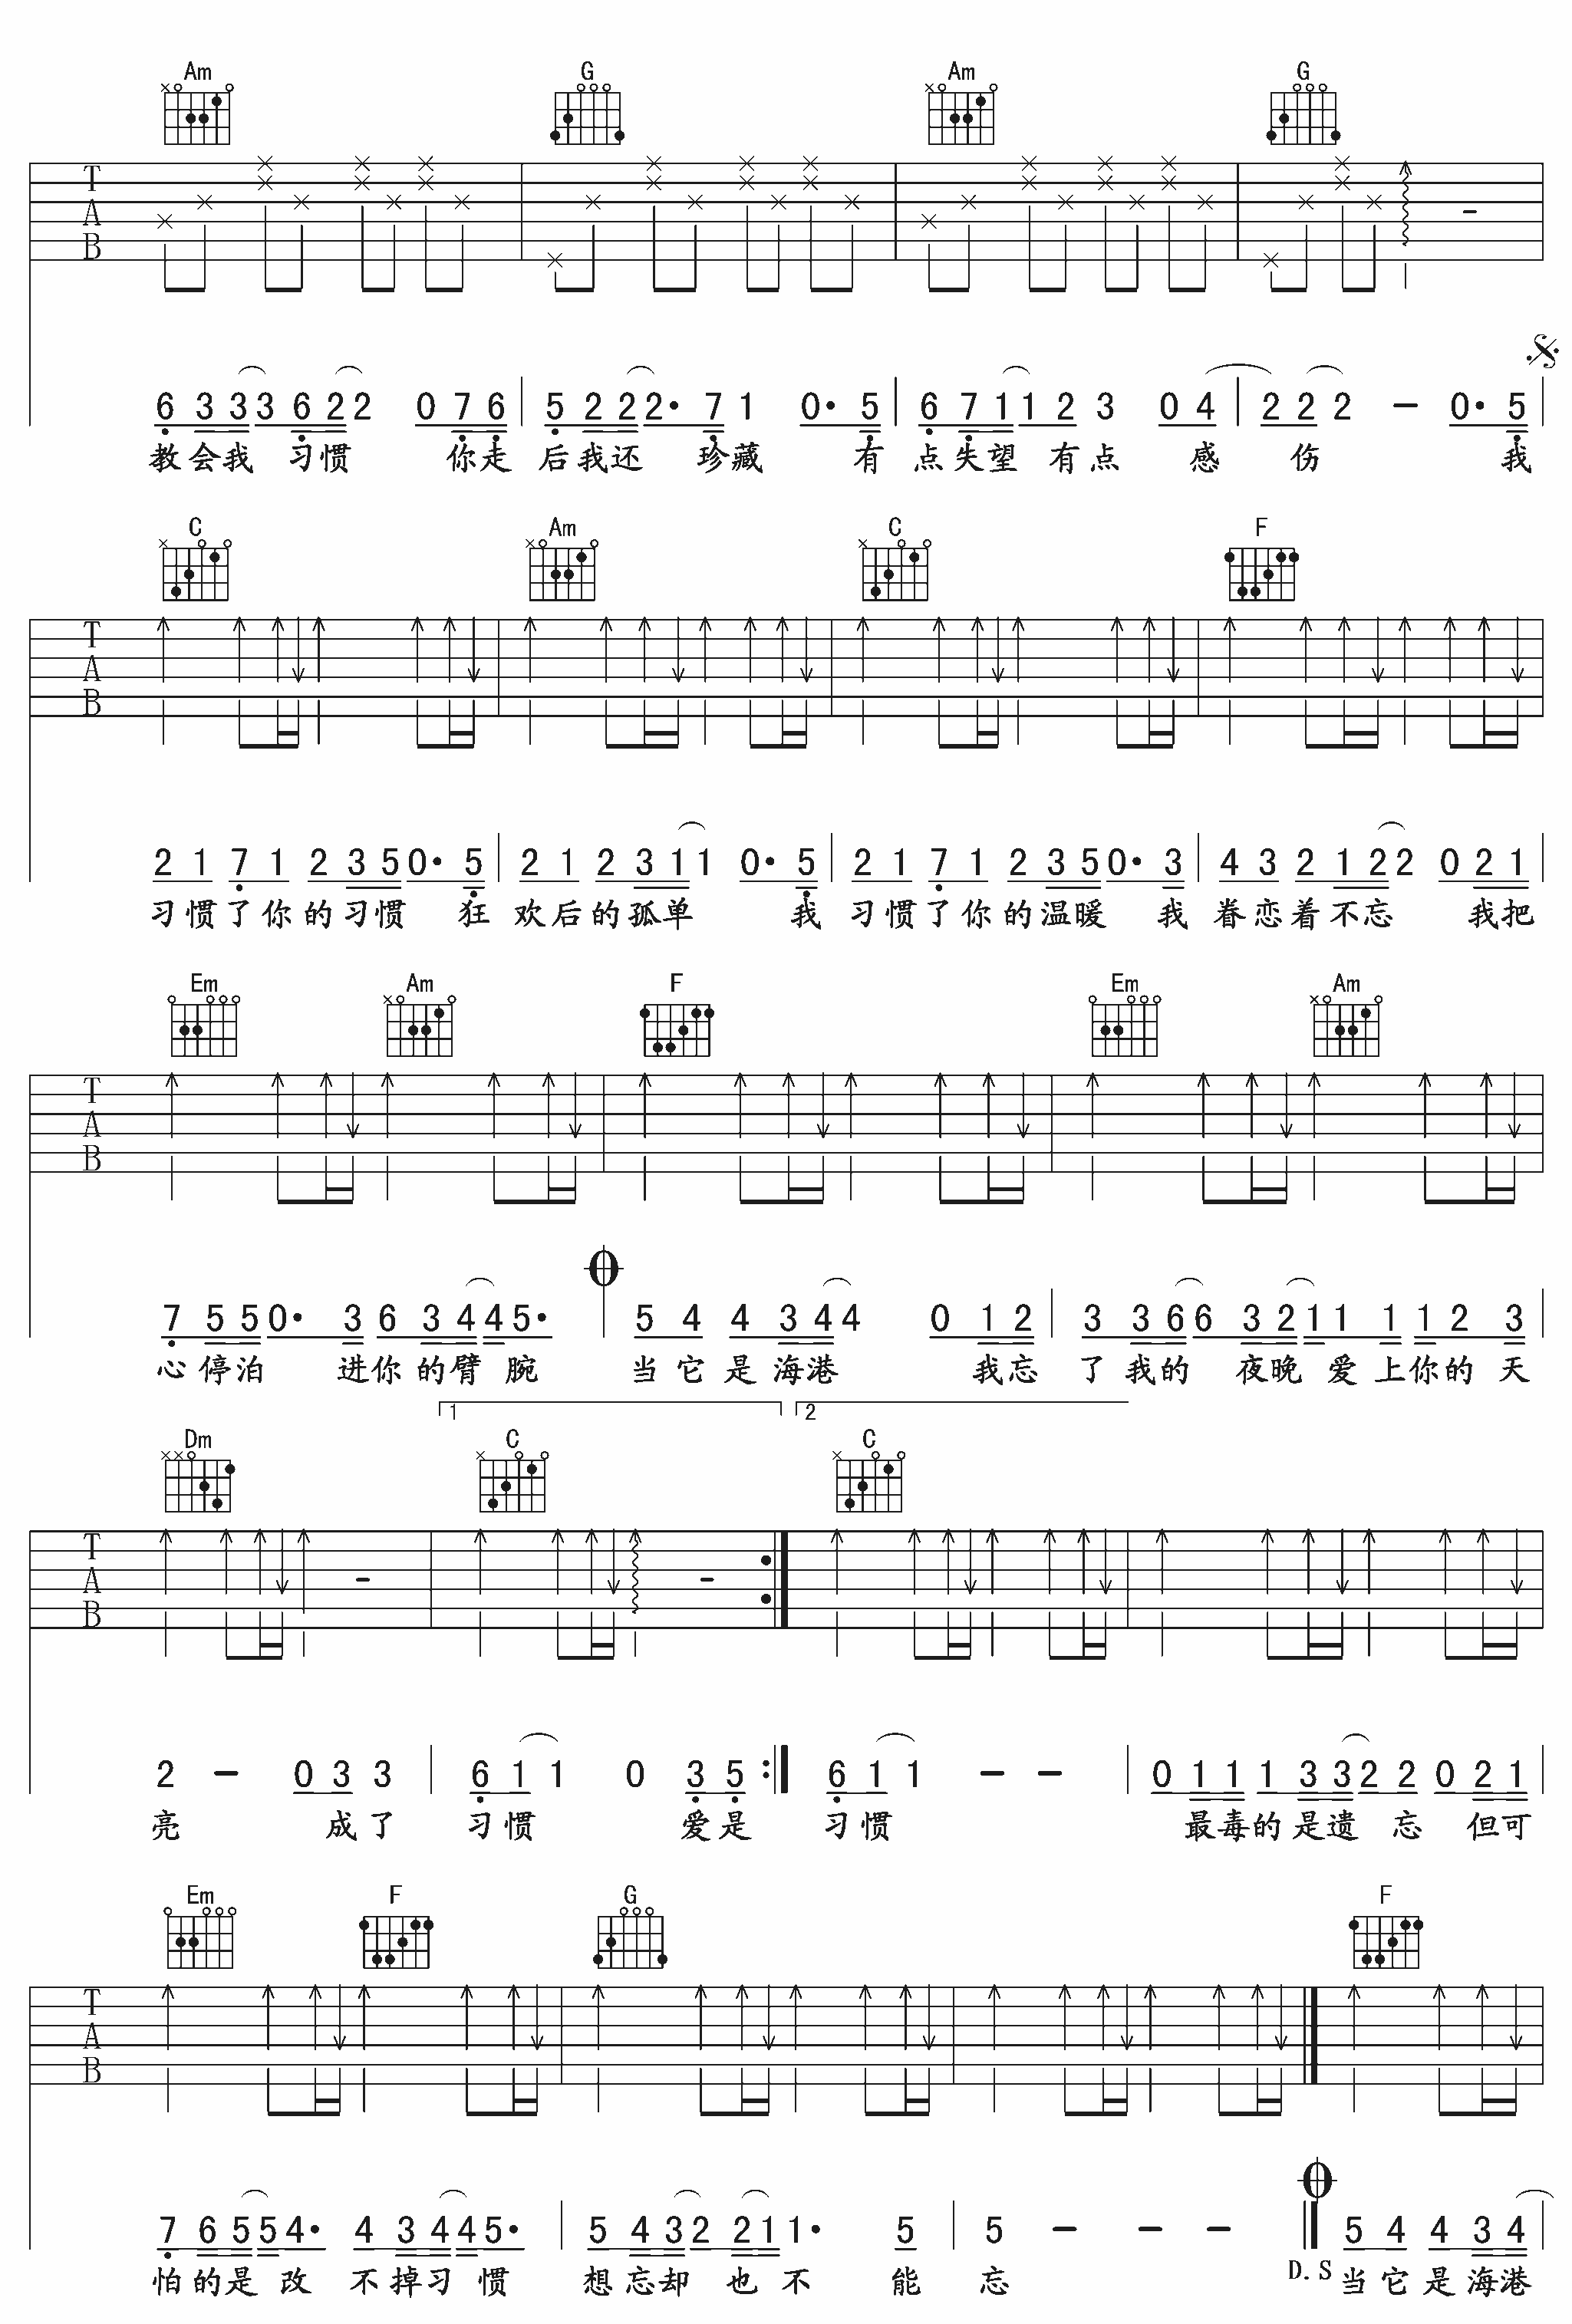 Am G Am G
T
A
B
6 3 3 3 6 2 2 0 7 6 5 2 2 2· 7 1 0· 5 6 7 1 1 2 3 0 4 2 2 2 － 0· 5
教会我 习惯 你走 后我还 珍藏 有 点失望 有点 感 伤 我
C Am C F
T
A
B
2 1 7 1 2 3 5 0· 5 2 1 2 3 1 1 0· 5 2 1 7 1 2 3 5 0· 3 4 3 2 1 2 2 0 2 1
习惯了你的习惯 狂 欢后的孤单 我 习惯了你的温暖 我 眷恋着不忘 我把
Em Am F Em Am
T
A
B
7 5 5 0· 3 6 3 4 4 5· 5 4 4 3 4 4 0 1 2 3 3 6 6 3 2 1 1 1 1 2 3
心停泊 进你的臂 腕 当它是海港 我忘 了我的 夜晚 爱上你的 天
1 2
Dm C C
T
A
B
2 － 0 3 3 6 1 1 0 3 5 :‖ 6 1 1 － － 0 1 1 1 3 3 2 2 0 2 1
亮 成了 习惯 爱是 习惯 最毒的是遗 忘 但可
Em F G F
T
A
B
7 6 5 5 4· 4 3 4 4 5· 5 4 3 2 2 1 1· 5 5 － － － 5 4 4 3 4
怕的是 改 不掉习 惯 想忘却 也不 能 忘 D.S 当它是海港